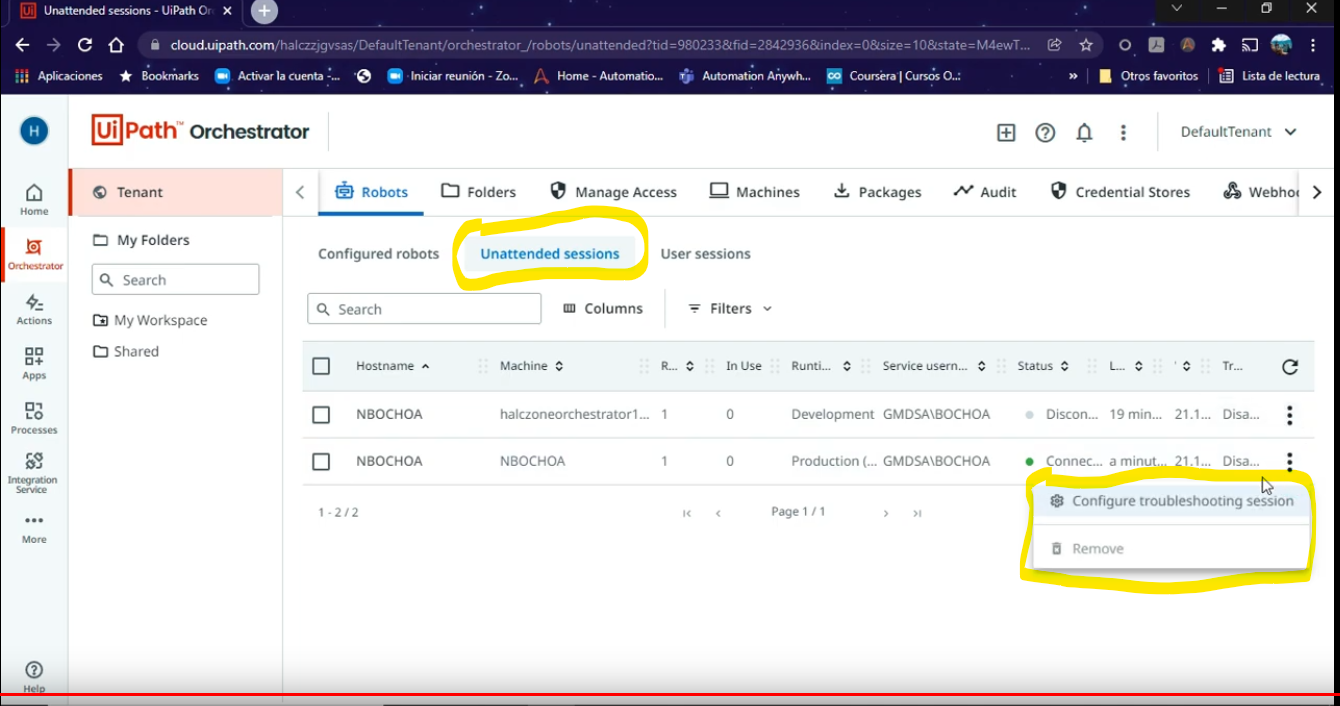 Unattended sessions - UiPath Or
cloud.uipath.com/halczzjgvsas/DefaultTenant/orchestrator_/robots/unattended?tid=980233&fid=2842936&index=0&size=10&state=M4ewT...
Aplicaciones Bookmarks Activar la cuenta -... Iniciar reunión - Zo... Home - Automatio... Automation Anywh... Coursera | Cursos O... » Otros favoritos Lista de lectura
H
UiPath™ Orchestrator
DefaultTenant
Home
Orchestrator
Actions
Apps
Processes
Integration
Service
More
Help
Tenant
My Folders
Search
My Workspace
Shared
Robots Folders Manage Access Machines Packages Audit Credential Stores Webhoo
Configured robots Unattended sessions User sessions
Search Columns Filters
Hostname Machine R... In Use Runti... Service usern... Status L... Tr...
NBOCHOA halczoneorchestrator1... 1 0 Development GMDSA\BOCHOA Discon... 19 min... 21.1... Disa...
NBOCHOA NBOCHOA 1 0 Production (... GMDSA\BOCHOA Connec... a minut... 21.1... Disa...
Configure troubleshooting session
Remove
1 - 2 / 2 Page 1 / 1